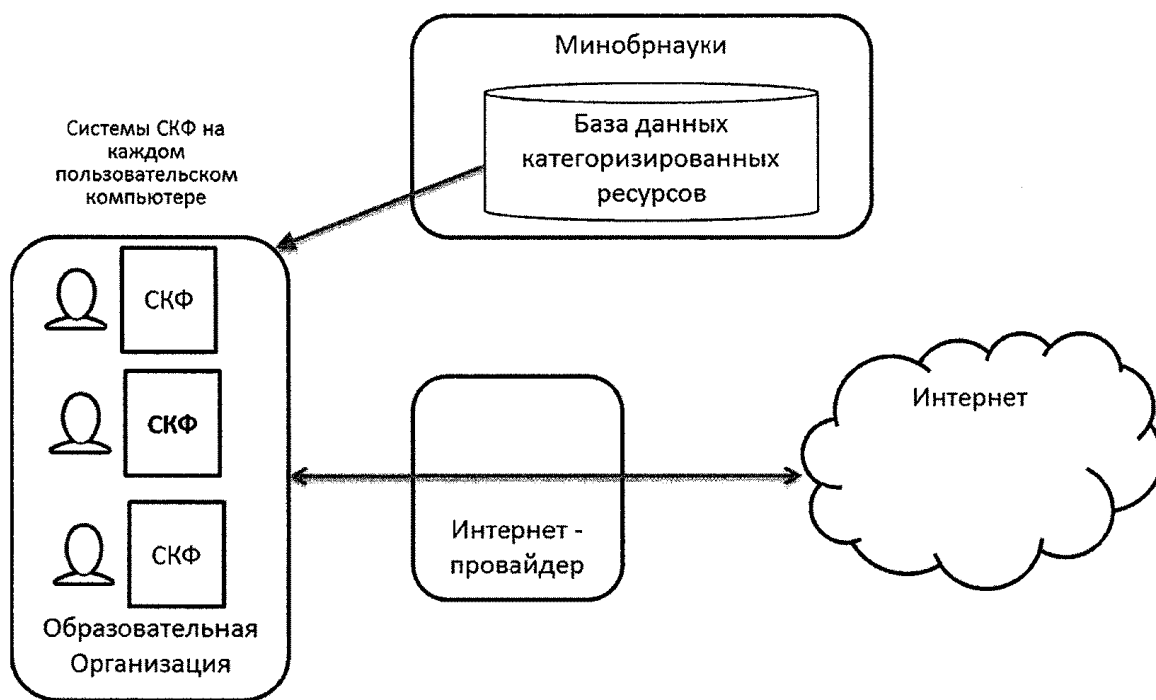 Минобрнауки
База данных
категоризированных
ресурсов
Системы СКФ на
каждом
пользовательском
компьютере
СКФ
СКФ
СКФ
Образовательная
Организация
Интернет -
провайдер
Интернет